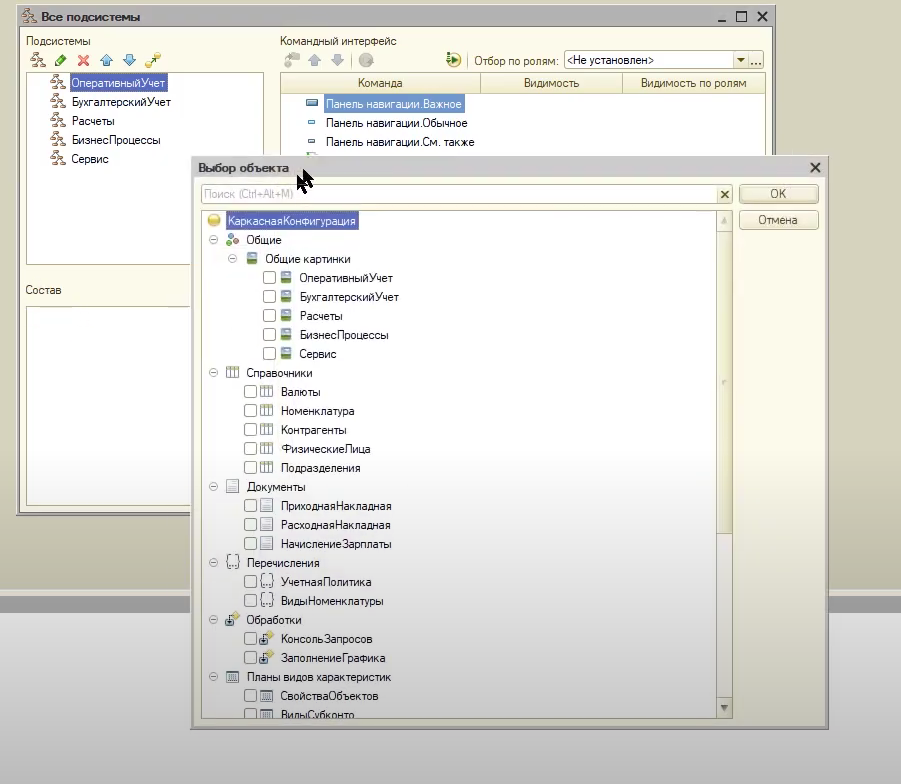 Все подсистемы
Подсистемы
Командный интерфейс
Отбор по ролям: <Не установлен>
Команда Видимость Видимость по ролям
ОперативныйУчет
БухгалтерскийУчет
Расчеты
БизнесПроцессы
Сервис
Панель навигации.Важное
Панель навигации.Обычное
Панель навигации.См. также
Состав
Выбор объекта
Поиск (Ctrl+Alt+M)
OK
Отмена
КаркаснаяКонфигурация
Общие
Общие картинки
ОперативныйУчет
БухгалтерскийУчет
Расчеты
БизнесПроцессы
Сервис
Справочники
Валюты
Номенклатура
Контрагенты
ФизическиеЛица
Подразделения
Документы
ПриходнаяНакладная
РасходнаяНакладная
НачислениеЗарплаты
Перечисления
УчетнаяПолитика
ВидыНоменклатуры
Обработки
КонсольЗапросов
ЗаполнениеГрафика
Планы видов характеристик
СвойстваОбъектов
ВидыСубконто